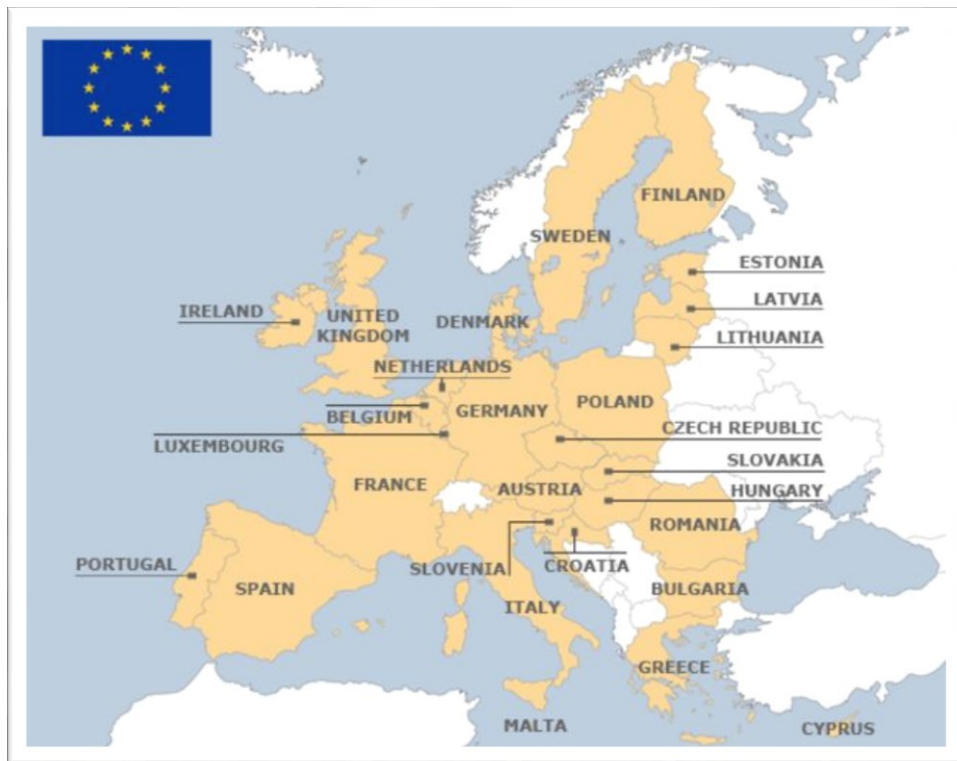 FINLAND
SWEDEN
ESTONIA
IRELAND
LATVIA
UNITED
KINGDOM
DENMARK
LITHUANIA
NETHERLANDS
BELGIUM
GERMANY
POLAND
CZECH REPUBLIC
LUXEMBOURG
SLOVAKIA
FRANCE
AUSTRIA
HUNGARY
ROMANIA
PORTUGAL
SLOVENIA
CROATIA
SPAIN
BULGARIA
ITALY
GREECE
MALTA
CYPRUS